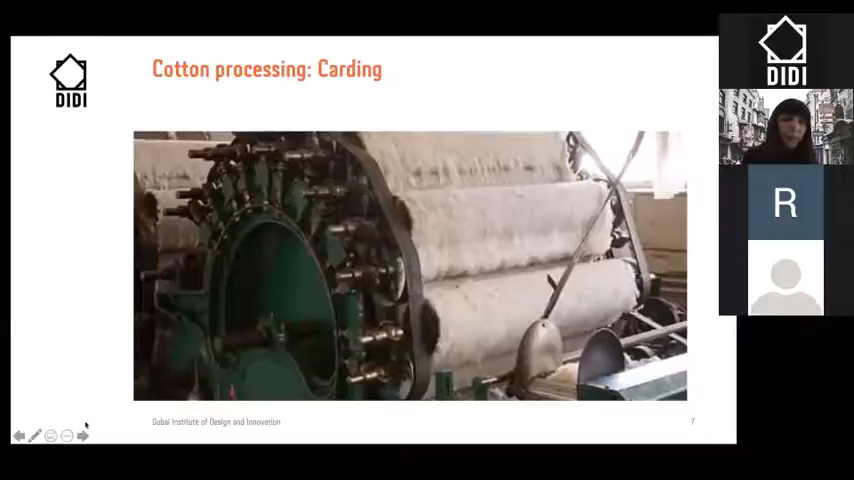 DIDI
Cotton processing: Carding
Dubai Institute of Design and Innovation
7
DIDI
R